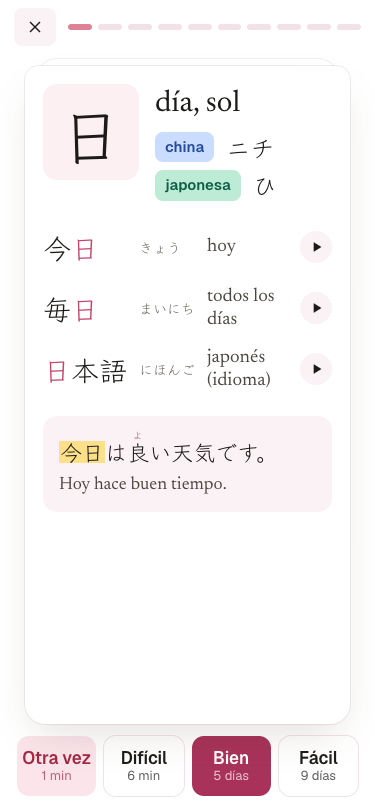 日
día, sol
china ニチ
japonesa ひ
今日 きょう hoy
毎日 まいにち todos los días
日本語 にほんご japonés (idioma)
よ
今日は良い天気です。
Hoy hace buen tiempo.
Otra vez
1 min
Difícil
6 min
Bien
5 días
Fácil
9 días